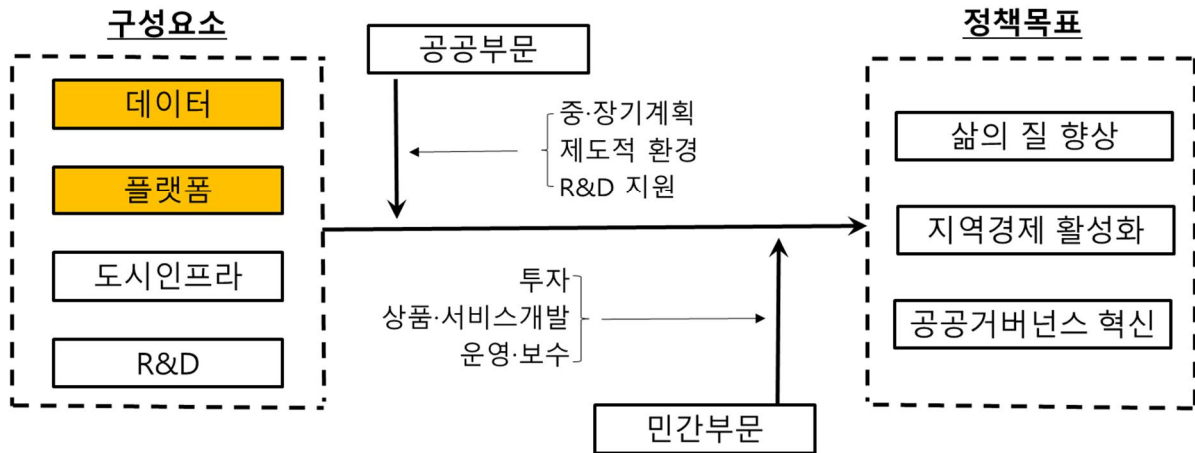 구성요소
데이터
플랫폼
도시인프라
R&D
공공부문
중·장기계획
제도적 환경
R&D 지원
투자
상품·서비스개발
운영·보수
민간부문
정책목표
삶의 질 향상
지역경제 활성화
공공거버넌스 혁신